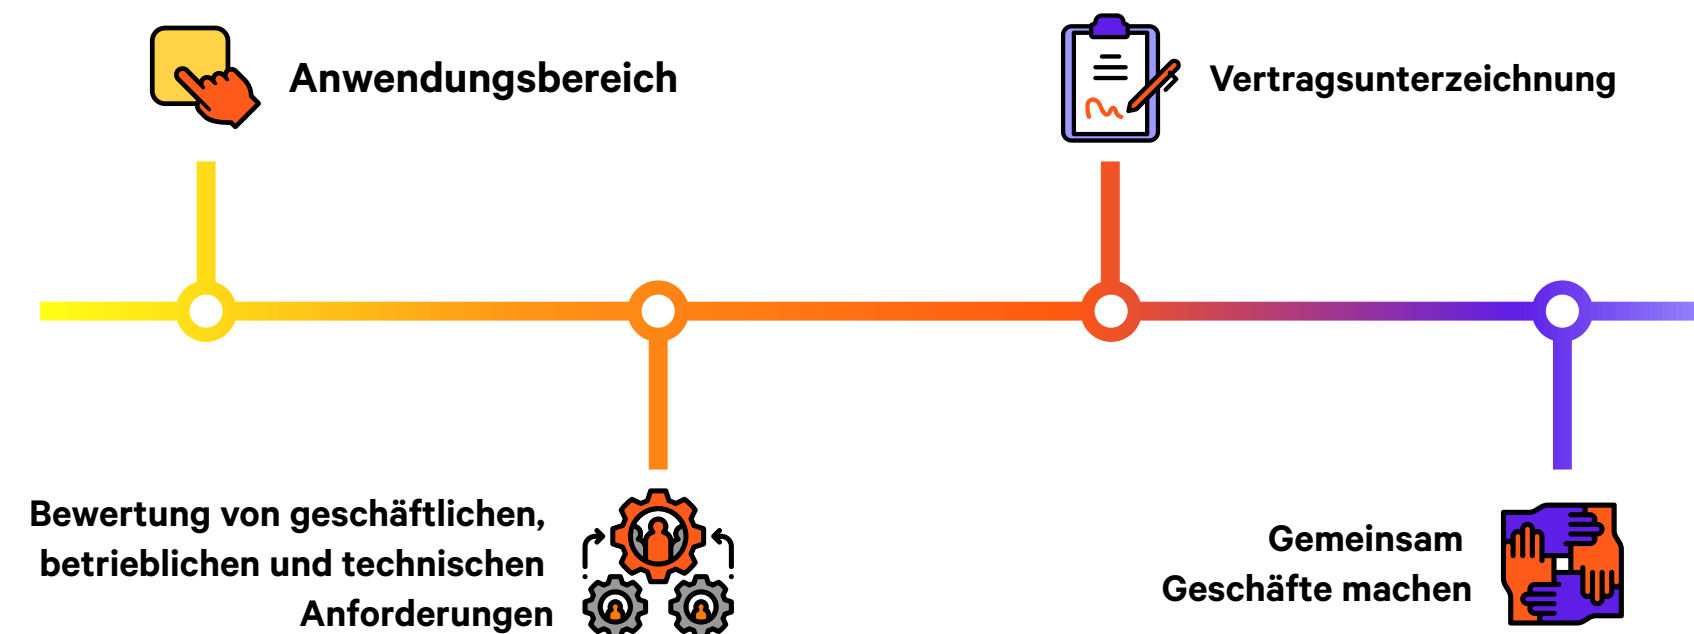 Anwendungsbereich
Vertragsunterzeichnung
Bewertung von geschäftlichen,
betrieblichen und technischen
Anforderungen
Gemeinsam
Geschäfte machen